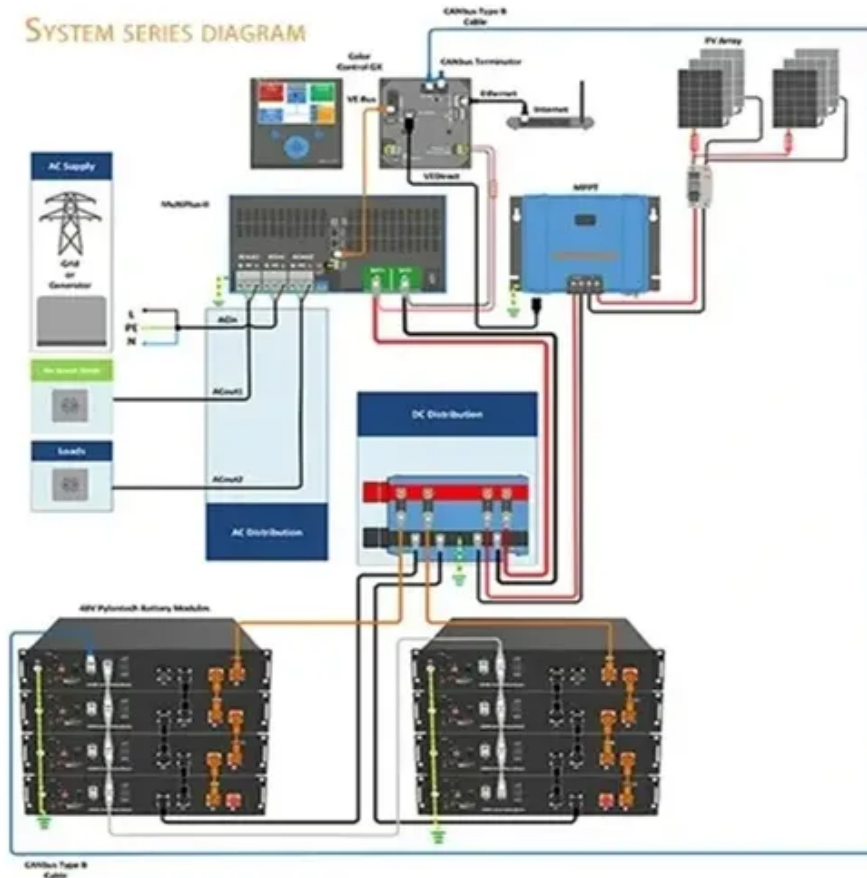 SYSTEM SERIES DIAGRAM
CANbus Type B
Cable
Color
Control GX
CANbus Terminator
PV Array
VE Bus
Ethernet
Internet
AC Supply
VEDirect
MPPT
MultiPlus-II
Grid
or
Generator
L
PE
N
ACin
ACout1
DC Distribution
Loads
ACout2
AC Distribution
48V Pylontech Battery Modules
CANbus Type B
Cable